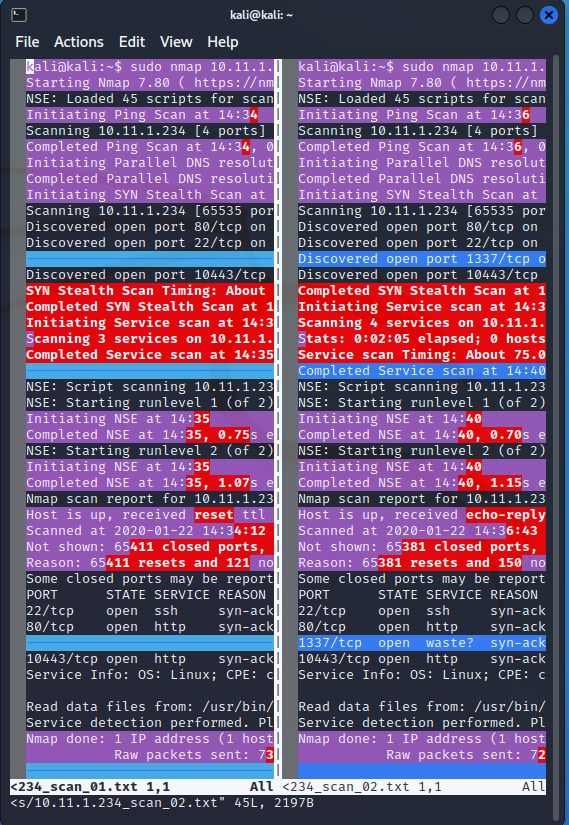 kali@kali: ~
File Actions Edit View Help
kali@kali:~$ sudo nmap 10.11.1.
Starting Nmap 7.80 ( https://nm
NSE: Loaded 45 scripts for scan
Initiating Ping Scan at 14:34
Scanning 10.11.1.234 [4 ports]
Completed Ping Scan at 14:34, 0
Initiating Parallel DNS resolut
Completed Parallel DNS resoluti
Initiating SYN Stealth Scan at
Scanning 10.11.1.234 [65535 por
Discovered open port 80/tcp on
Discovered open port 22/tcp on
Discovered open port 10443/tcp
SYN Stealth Scan Timing: About
Completed SYN Stealth Scan at 1
Initiating Service scan at 14:3
Scanning 3 services on 10.11.1.
Completed Service scan at 14:35
NSE: Script scanning 10.11.1.23
NSE: Starting runlevel 1 (of 2)
Initiating NSE at 14:35
Completed NSE at 14:35, 0.75s e
NSE: Starting runlevel 2 (of 2)
Initiating NSE at 14:35
Completed NSE at 14:35, 1.07s e
Nmap scan report for 10.11.1.23
Host is up, received reset ttl
Scanned at 2020-01-22 14:34:12
Not shown: 65411 closed ports,
Reason: 65411 resets and 121 no
Some closed ports may be report
PORT STATE SERVICE REASON
22/tcp open ssh syn-ack
80/tcp open http syn-ack
10443/tcp open http syn-ack
Service Info: OS: Linux; CPE: c
Read data files from: /usr/bin/
Service detection performed. Pl
Nmap done: 1 IP address (1 host
Raw packets sent: 73
<234_scan_01.txt 1,1 All
kali@kali:~$ sudo nmap 10.11.1.
Starting Nmap 7.80 ( https://nm
NSE: Loaded 45 scripts for scan
Initiating Ping Scan at 14:36
Scanning 10.11.1.234 [4 ports]
Completed Ping Scan at 14:36, 0
Initiating Parallel DNS resolut
Completed Parallel DNS resoluti
Initiating SYN Stealth Scan at
Scanning 10.11.1.234 [65535 por
Discovered open port 80/tcp on
Discovered open port 22/tcp on
Discovered open port 1337/tcp o
Discovered open port 10443/tcp
Completed SYN Stealth Scan at 1
Initiating Service scan at 14:3
Scanning 4 services on 10.11.1.
Stats: 0:02:05 elapsed; 0 hosts
Service scan Timing: About 75.0
Completed Service scan at 14:40
NSE: Script scanning 10.11.1.23
NSE: Starting runlevel 1 (of 2)
Initiating NSE at 14:40
Completed NSE at 14:40, 0.70s e
NSE: Starting runlevel 2 (of 2)
Initiating NSE at 14:40
Completed NSE at 14:40, 1.15s e
Nmap scan report for 10.11.1.23
Host is up, received echo-reply
Scanned at 2020-01-22 14:36:43
Not shown: 65381 closed ports,
Reason: 65381 resets and 150 no
Some closed ports may be report
PORT STATE SERVICE REASON
22/tcp open ssh syn-ack
80/tcp open http syn-ack
1337/tcp open waste? syn-ack
10443/tcp open http syn-ack
Service Info: OS: Linux; CPE: c
Read data files from: /usr/bin/
Service detection performed. Pl
Nmap done: 1 IP address (1 host
Raw packets sent: 72
<234_scan_02.txt 1,1 All
<s/10.11.1.234_scan_02.txt" 45L, 2197B